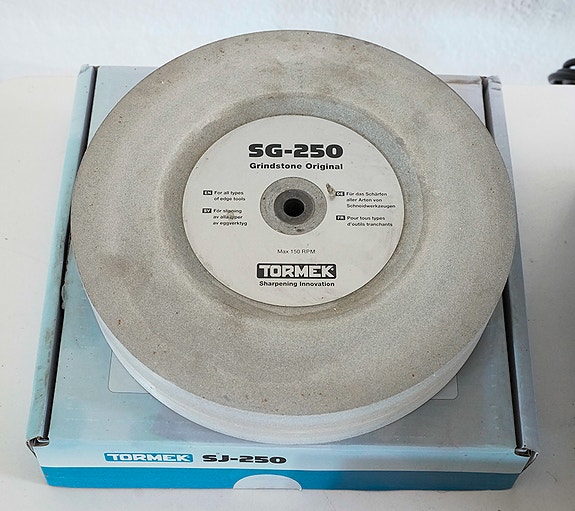 SG-250
Grindstone Original
EN For all types
of edge tools
SV För slipning
av alla typer
av eggverktyg
DE Für das Schärfen
aller Arten von
Schneidwerkzeugen
FR Pour tous types
d'outils tranchants
Max 150 RPM
TORMEK
Sharpening Innovation
TORMEK SJ-250